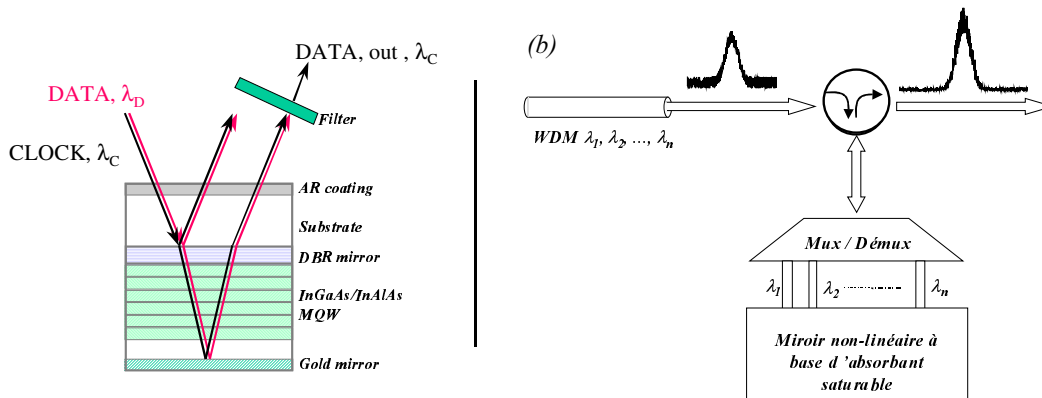 DATA, out , λC
DATA, λD
Filter
CLOCK, λC
AR coating
Substrate
DBR mirror
InGaAs/InAlAs
MQW
Gold mirror
(b)
WDM λ1, λ2, ..., λn
Mux / Démux
λ1 λ2 λn
Miroir non-linéaire à
base d 'absorbant
saturable